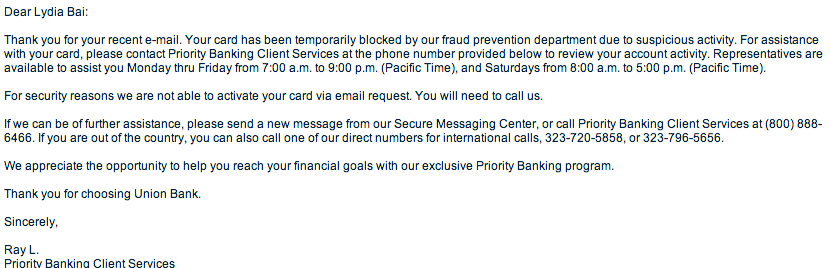 Dear Lydia Bai:
Thank you for your recent e-mail. Your card has been temporarily blocked by our fraud prevention department due to suspicious activity. For assistance
with your card, please contact Priority Banking Client Services at the phone number provided below to review your account activity. Representatives are
available to assist you Monday thru Friday from 7:00 a.m. to 9:00 p.m. (Pacific Time), and Saturdays from 8:00 a.m. to 5:00 p.m. (Pacific Time).
For security reasons we are not able to activate your card via email request. You will need to call us.
If we can be of further assistance, please send a new message from our Secure Messaging Center, or call Priority Banking Client Services at (800) 888-
6466. If you are out of the country, you can also call one of our direct numbers for international calls, 323-720-5858, or 323-796-5656.
We appreciate the opportunity to help you reach your financial goals with our exclusive Priority Banking program.
Thank you for choosing Union Bank.
Sincerely,
Ray L.
Priority Banking Client Services